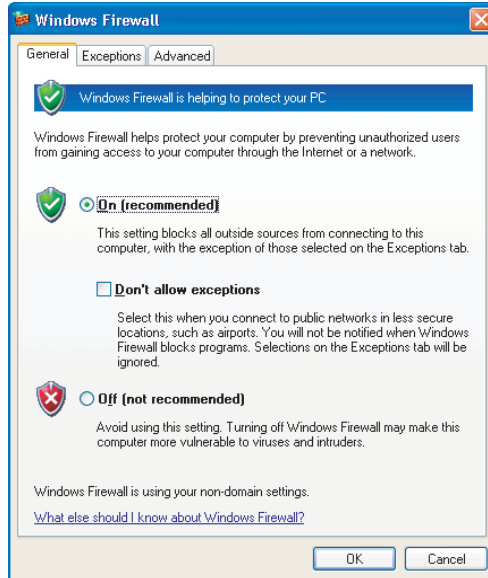 Windows Firewall
General Exceptions Advanced
Windows Firewall is helping to protect your PC
Windows Firewall helps protect your computer by preventing unauthorized users
from gaining access to your computer through the Internet or a network.
On (recommended)
This setting blocks all outside sources from connecting to this
computer, with the exception of those selected on the Exceptions tab.
Don't allow exceptions
Select this when you connect to public networks in less secure
locations, such as airports. You will not be notified when Windows
Firewall blocks programs. Selections on the Exceptions tab will be
ignored.
Off (not recommended)
Avoid using this setting. Turning off Windows Firewall may make this
computer more vulnerable to viruses and intruders.
Windows Firewall is using your non-domain settings.
What else should I know about Windows Firewall?
OK Cancel